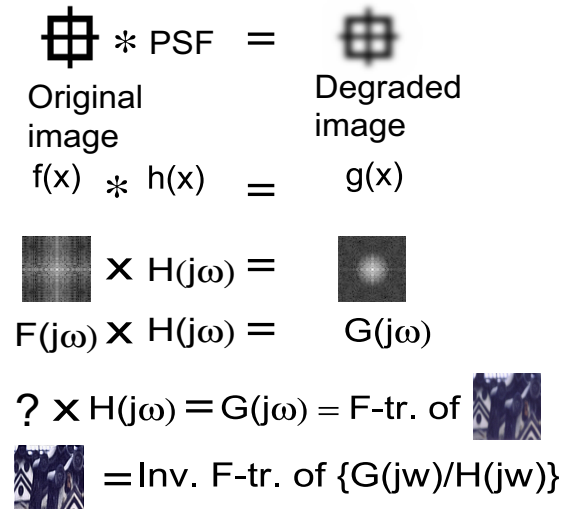 * PSF =
Original Degraded
image image
f(x) * h(x) = g(x)
x H(jω) =
F(jω) x H(jω) = G(jω)
? x H(jω) = G(jω) = F-tr. of
= Inv. F-tr. of {G(jw)/H(jw)}